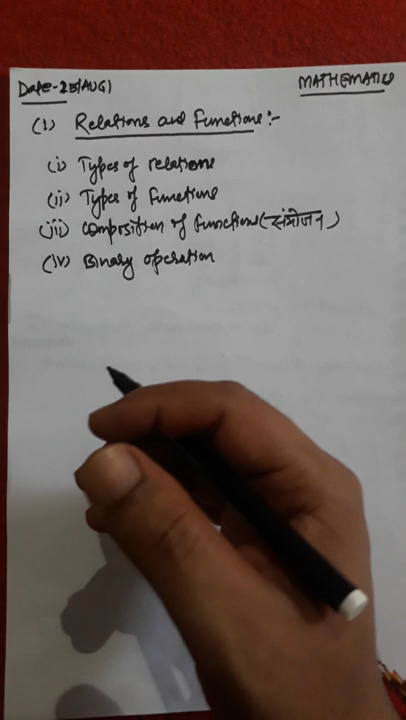 Date-25(AUG) MATHEMATICS
(1) Relations and Functions:-
(i) Types of relations
(ii) Types of Functions
(iii) Composition of functions (संयोजन)
(iv) Binary operation